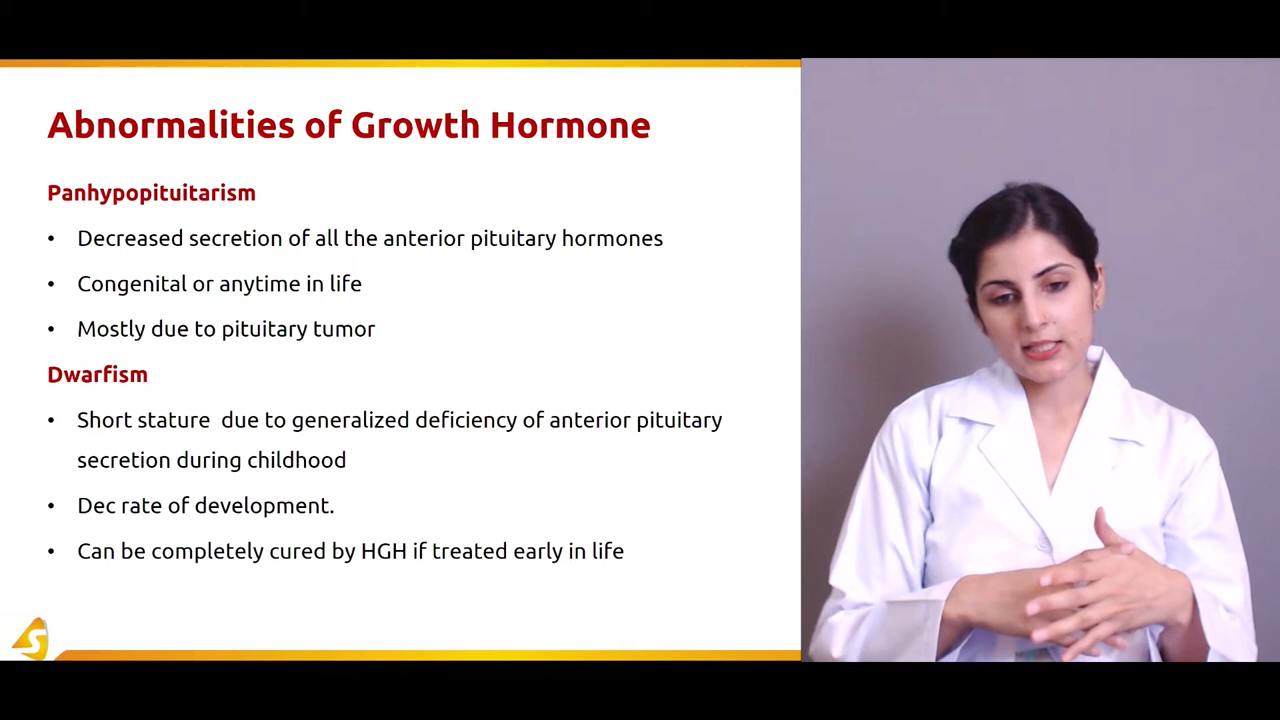 Abnormalities of Growth Hormone
Panhypopituitarism
• Decreased secretion of all the anterior pituitary hormones
• Congenital or anytime in life
• Mostly due to pituitary tumor
Dwarfism
• Short stature  due to generalized deficiency of anterior pituitary
secretion during childhood
• Dec rate of development.
• Can be completely cured by HGH if treated early in life
S